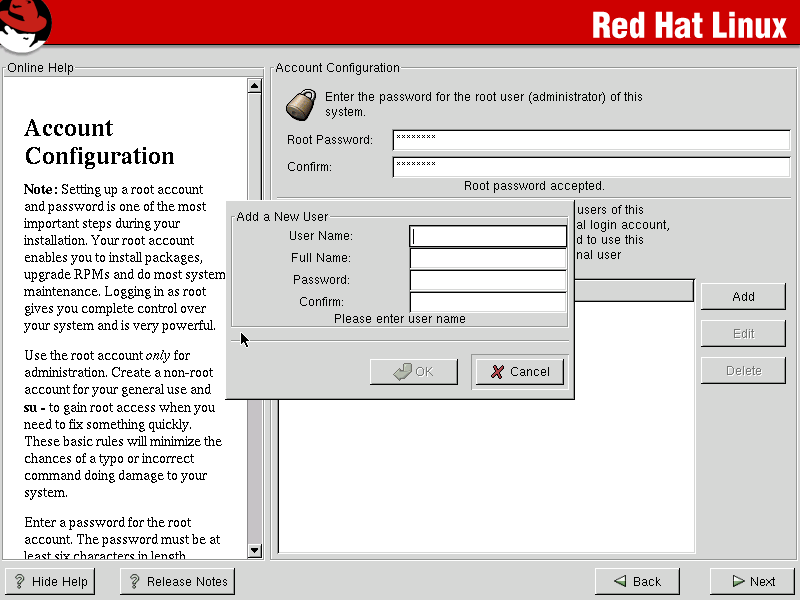 Red Hat Linux
Online Help
Account
Configuration
Note: Setting up a root account
and password is one of the most
important steps during your
installation. Your root account
enables you to install packages,
upgrade RPMs and do most system
maintenance. Logging in as root
gives you complete control over
your system and is very powerful.
Use the root account only for
administration. Create a non-root
account for your general use and
su - to gain root access when you
need to fix something quickly.
These basic rules will minimize the
chances of a typo or incorrect
command doing damage to your
system.
Enter a password for the root
account. The password must be at
least six characters in length.
Account Configuration
Enter the password for the root user (administrator) of this
system.
Root Password: ********
Confirm: ********
Root password accepted.
users of this
al login account,
d to use this
nal user
Add
Edit
Delete
Add a New User
User Name:
Full Name:
Password:
Confirm:
Please enter user name
OK
Cancel
Hide Help
Release Notes
Back
Next